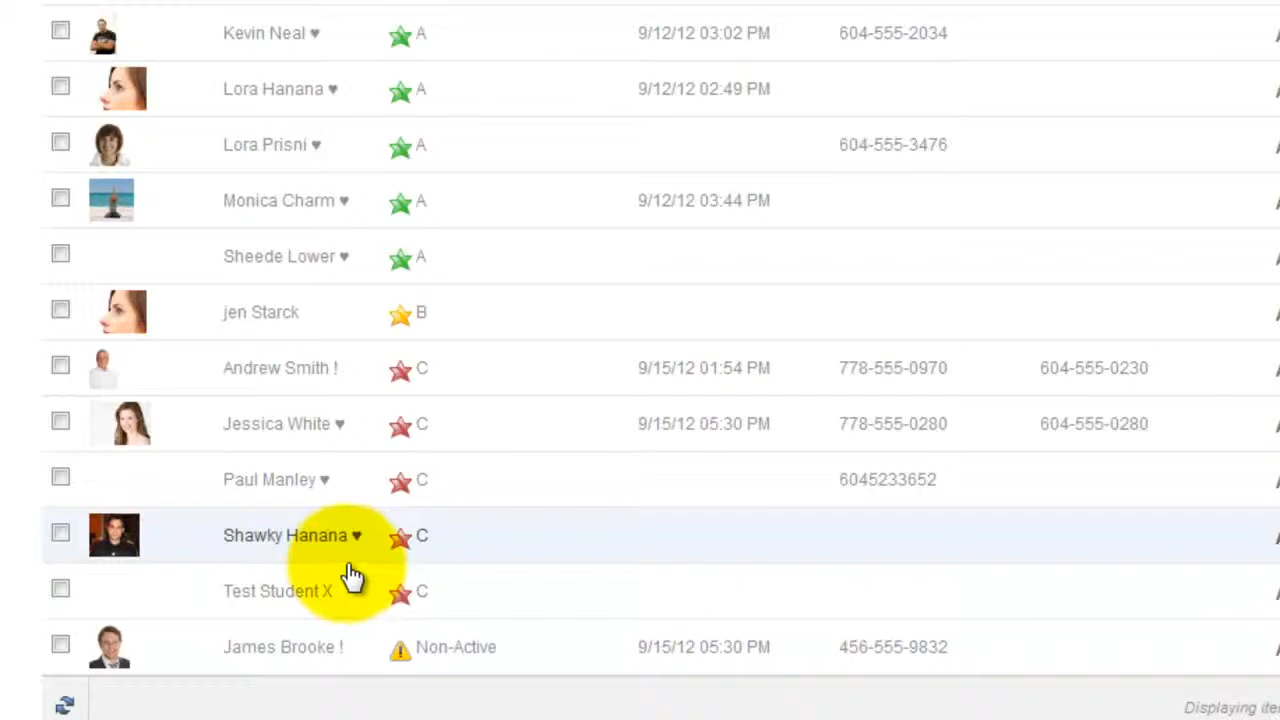 Kevin Neal ♥ A 9/12/12 03:02 PM 604-555-2034
Lora Hanana ♥ A 9/12/12 02:49 PM
Lora Prisni ♥ A 604-555-3476
Monica Charm ♥ A 9/12/12 03:44 PM
Sheede Lower ♥ A
jen Starck B
Andrew Smith ! C 9/15/12 01:54 PM 778-555-0970 604-555-0230
Jessica White ♥ C 9/15/12 05:30 PM 778-555-0280 604-555-0280
Paul Manley ♥ C 6045233652
Shawky Hanana ♥ C
Test Student X C
James Brooke ! Non-Active 9/15/12 05:30 PM 456-555-9832
Displaying